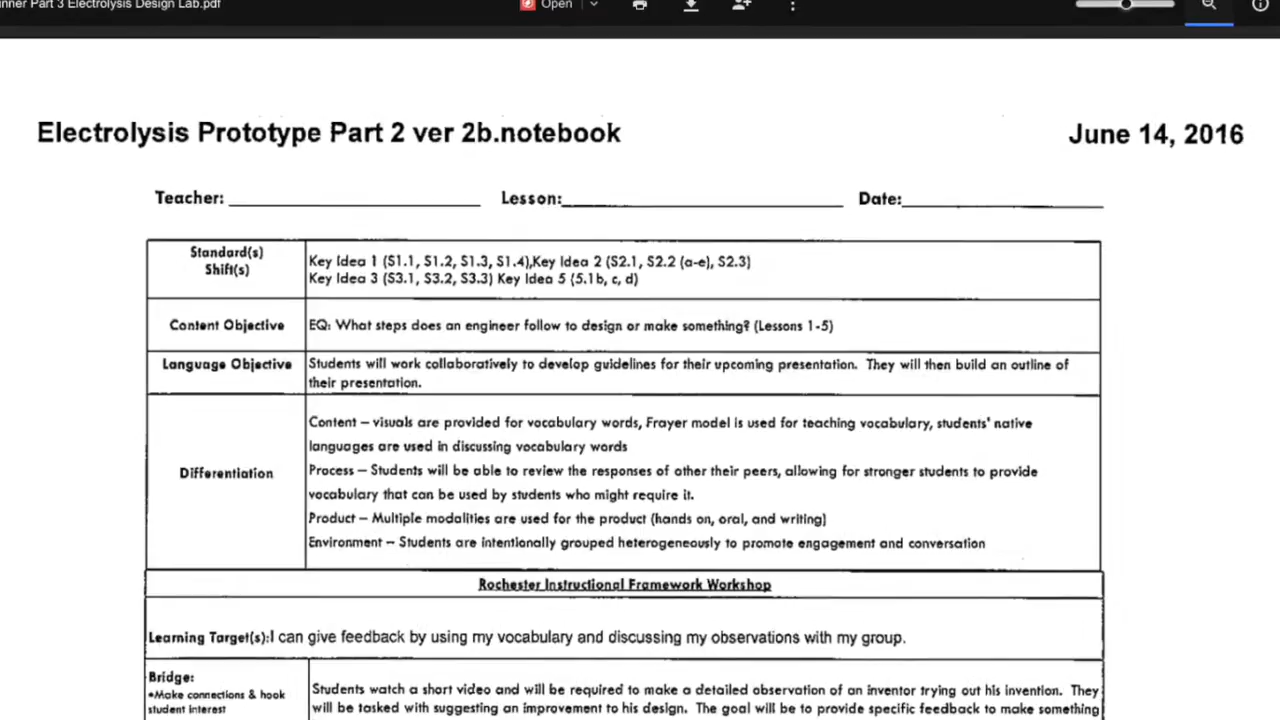 nner Part 3 Electrolysis Design Lab.pdf
Open
Electrolysis Prototype Part 2 ver 2b.notebook
June 14, 2016
Teacher: Lesson: Date:
Standard(s)
Shift(s)
Key Idea 1 (S1.1, S1.2, S1.3, S1.4),Key Idea 2 (S2.1, S2.2 (a-e), S2.3)
Key Idea 3 (S3.1, S3.2, S3.3) Key Idea 5 (5.1b, c, d)
Content Objective
EQ: What steps does an engineer follow to design or make something? (Lessons 1-5)
Language Objective
Students will work collaboratively to develop guidelines for their upcoming presentation. They will then build an outline of
their presentation.
Differentiation
Content – visuals are provided for vocabulary words, Frayer model is used for teaching vocabulary, students' native
languages are used in discussing vocabulary words
Process – Students will be able to review the responses of other their peers, allowing for stronger students to provide
vocabulary that can be used by students who might require it.
Product – Multiple modalities are used for the product (hands on, oral, and writing)
Environment – Students are intentionally grouped heterogeneously to promote engagement and conversation
Rochester Instructional Framework Workshop
Learning Target(s):I can give feedback by using my vocabulary and discussing my observations with my group.
Bridge:
•Make connections & hook
student interest
Students watch a short video and will be required to make a detailed observation of an inventor trying out his invention. They
will be tasked with suggesting an improvement to his design. The goal will be to provide specific feedback to make something